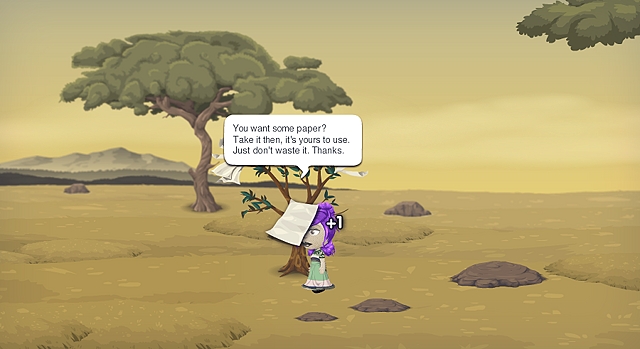 You want some paper?
Take it then, it's yours to use.
Just don't waste it. Thanks.
+1